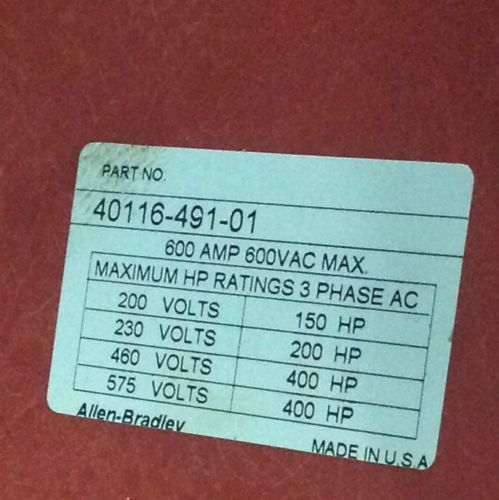 PART NO.
40116-491-01
600 AMP 600VAC MAX.
MAXIMUM HP RATINGS 3 PHASE AC
200 VOLTS 150 HP
230 VOLTS 200 HP
460 VOLTS 400 HP
575 VOLTS 400 HP
Allen-Bradley
MADE IN U.S.A